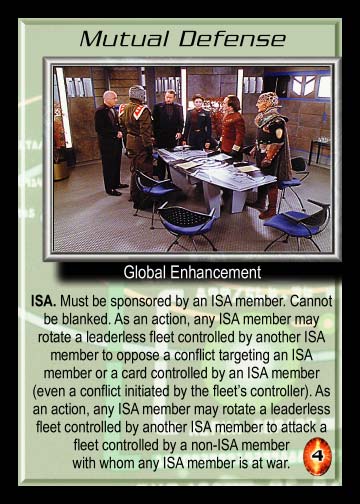 Mutual Defense
Global Enhancement
ISA. Must be sponsored by an ISA member. Cannot
be blanked. As an action, any ISA member may
rotate a leaderless fleet controlled by another ISA
member to oppose a conflict targeting an ISA
member or a card controlled by an ISA member
(even a conflict initiated by the fleet's controller). As
an action, any ISA member may rotate a leaderless
fleet controlled by another ISA member to attack a
fleet controlled by a non-ISA member
with whom any ISA member is at war.
4